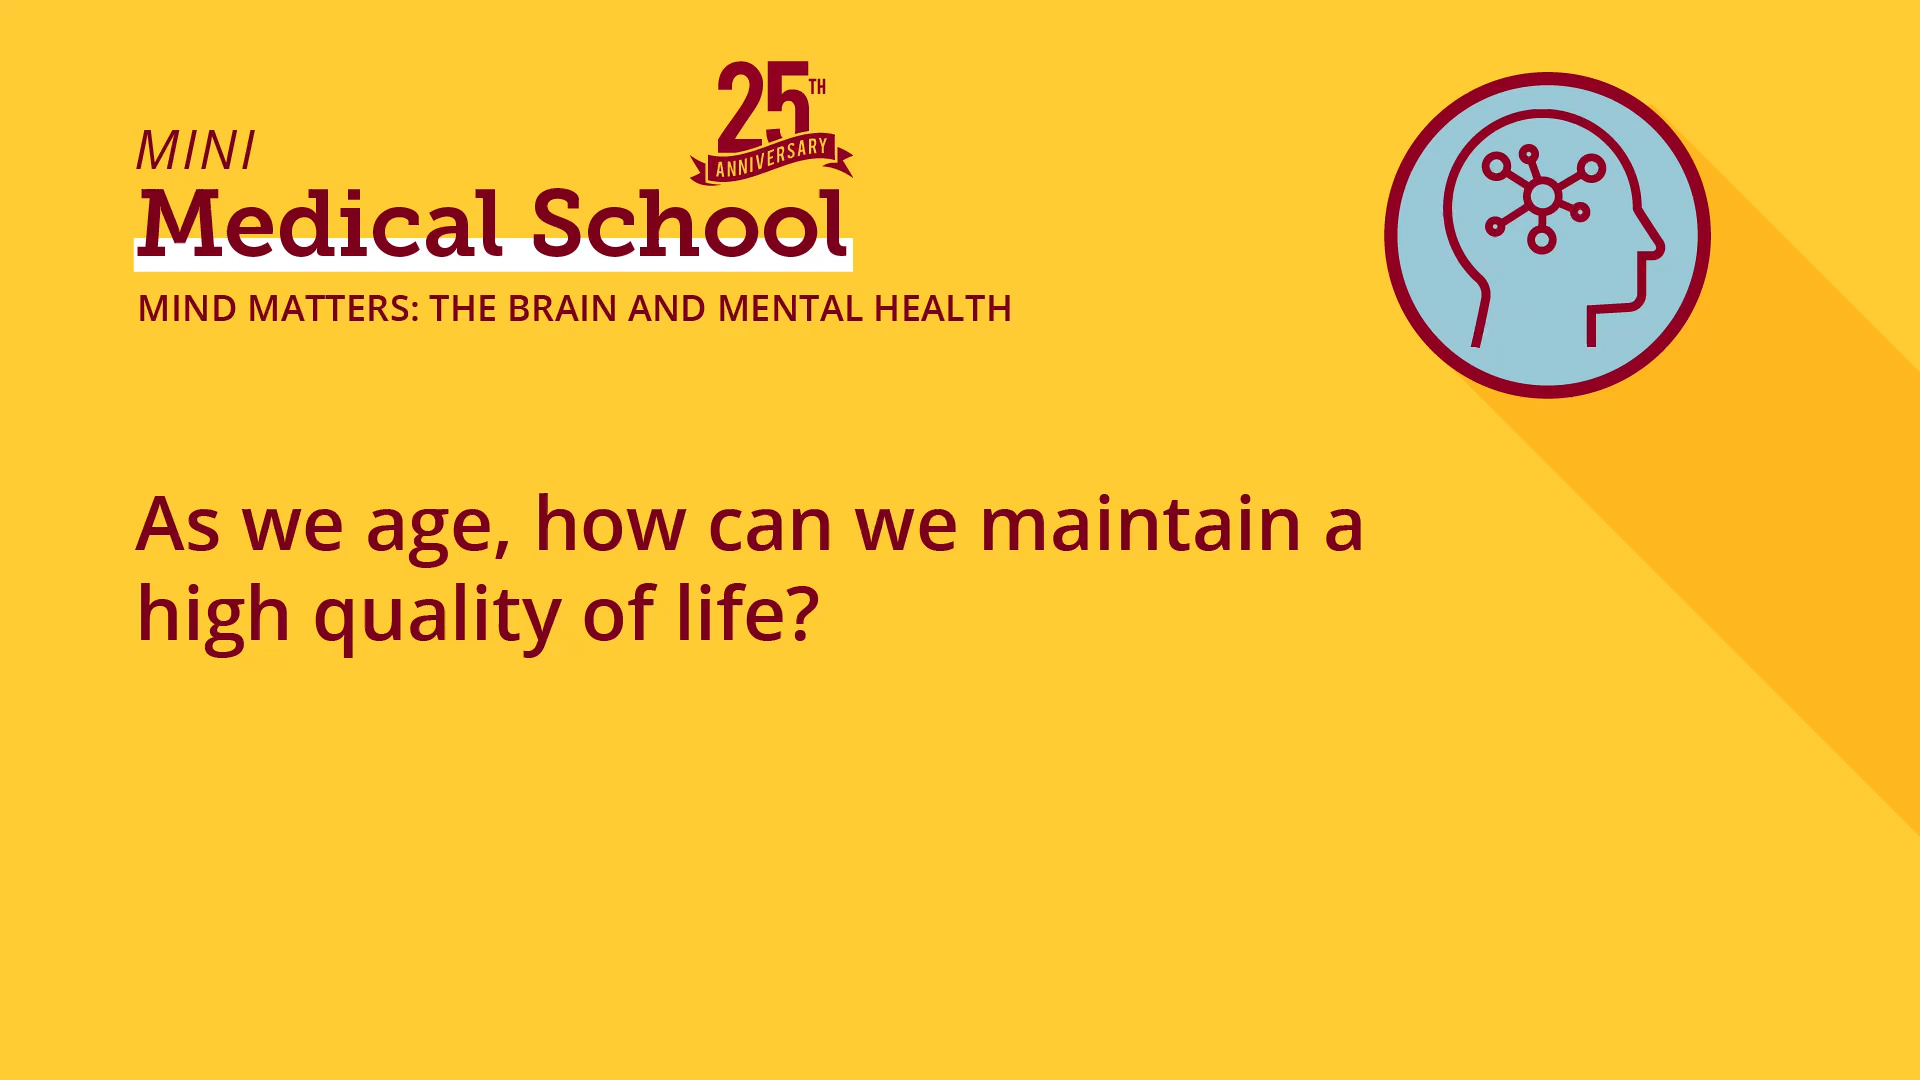 25TH
ANNIVERSARY
MINI
Medical School
MIND MATTERS: THE BRAIN AND MENTAL HEALTH
As we age, how can we maintain a
high quality of life?